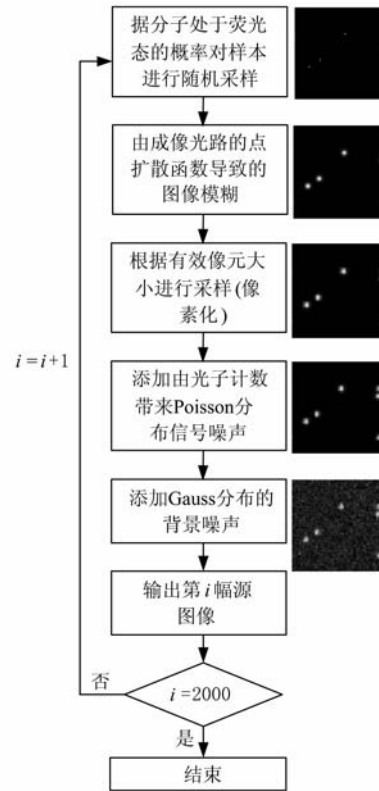 据分子处于荧光
态的概率对样本
进行随机采样
由成像光路的点
扩散函数导致的
图像模糊
根据有效像元大
小进行采样(像
素化)
i=i+1
添加由光子计数
带来Poisson分
布信号噪声
添加Gauss分布的
背景噪声
输出第i幅源
图像
否
i=2000
是
结束